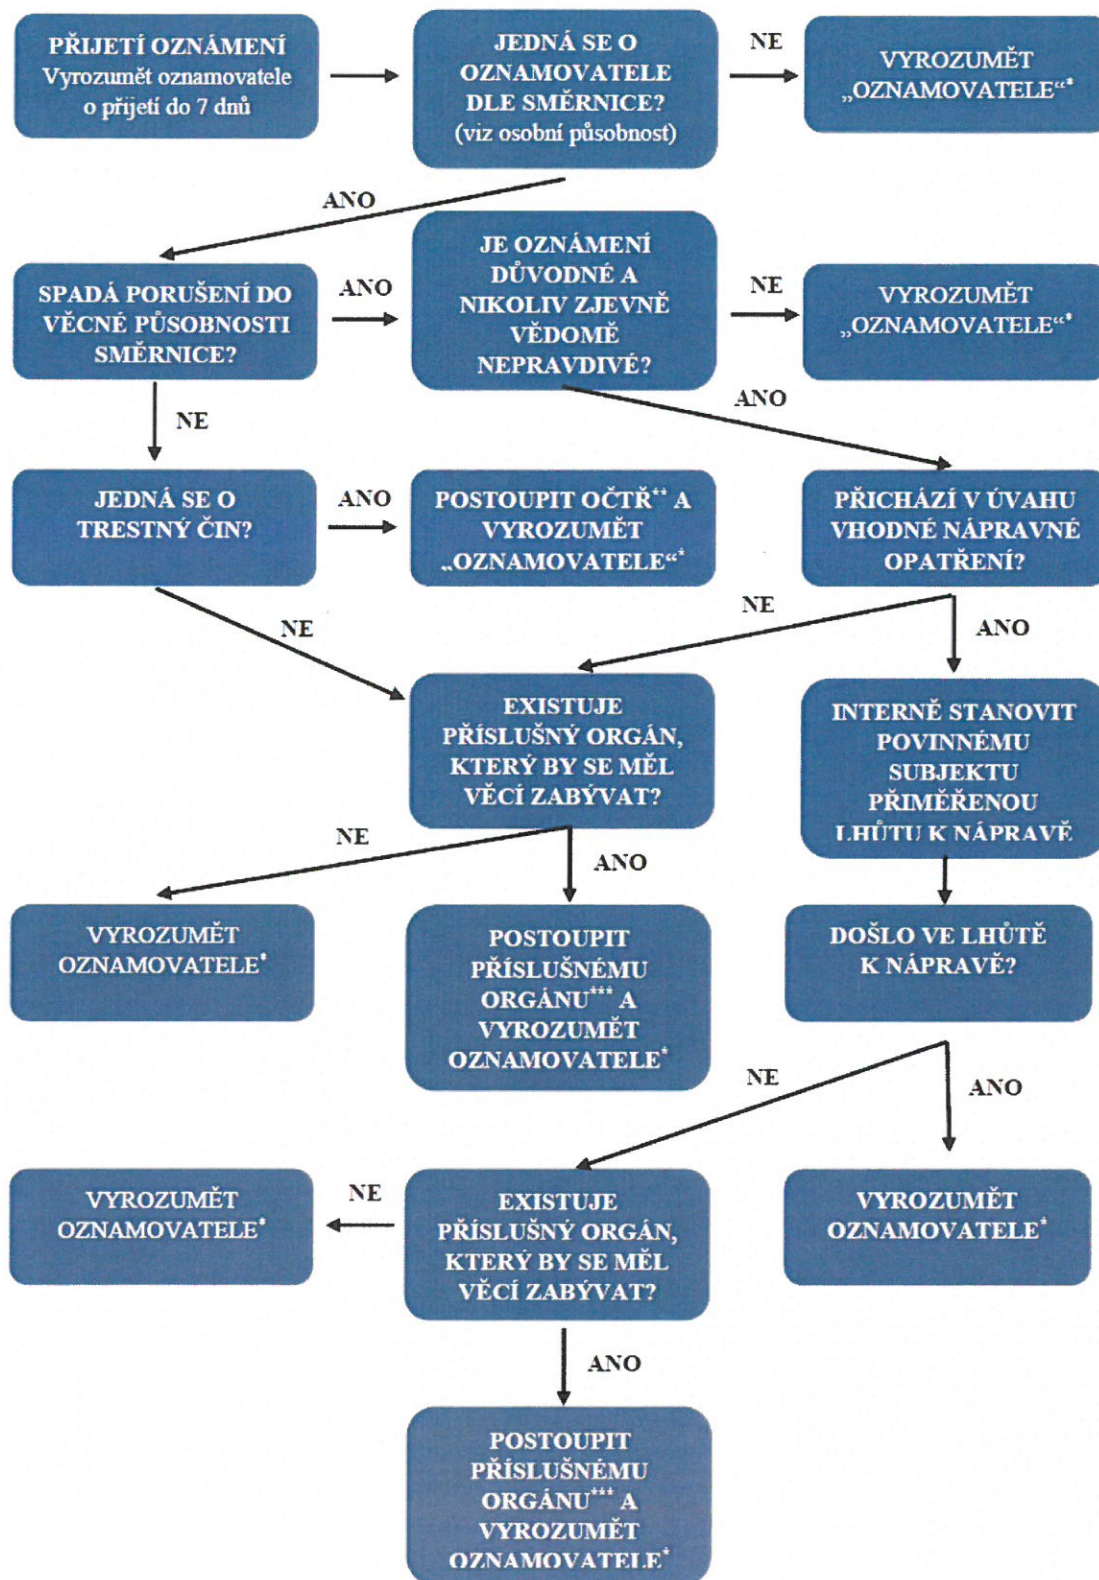 PŘIJETÍ OZNÁMENÍ
Vyrozumět oznamovatele
o přijetí do 7 dnů
JEDNÁ SE O
OZNAMOVATELE
DLE SMĚRNICE?
(viz osobní působnost)
NE
VYROZUMĚT
„OZNAMOVATELE“*
ANO
SPADÁ PORUŠENÍ DO
VĚCNÉ PŮSOBNOSTI
SMĚRNICE?
ANO
JE OZNÁMENÍ
DŮVODNÉ A
NIKOLIV ZJEVNĚ
VĚDOMĚ
NEPRAVDIVÉ?
NE
VYROZUMĚT
„OZNAMOVATELE“*
NE
ANO
JEDNÁ SE O
TRESTNÝ ČIN?
ANO
POSTOUPIT OČTŘ** A
VYROZUMĚT
„OZNAMOVATELE“*
PŘICHÁZÍ V ÚVAHU
VHODNÉ NÁPRAVNÉ
OPATŘENÍ?
NE
NE
ANO
EXISTUJE
PŘÍSLUŠNÝ ORGÁN,
KTERÝ BY SE MĚL
VĚCÍ ZABÝVAT?
INTERNĚ STANOVIT
POVINNÉMU
SUBJEKTU
PŘIMĚŘENOU
LHŮTU K NÁPRAVĚ
NE
ANO
VYROZUMĚT
OZNAMOVATELE*
POSTOUPIT
PŘÍSLUŠNÉMU
ORGÁNU*** A
VYROZUMĚT
OZNAMOVATELE*
DOŠLO VE LHŮTĚ
K NÁPRAVĚ?
NE
ANO
VYROZUMĚT
OZNAMOVATELE*
NE
EXISTUJE
PŘÍSLUŠNÝ ORGÁN,
KTERÝ BY SE MĚL
VĚCÍ ZABÝVAT?
VYROZUMĚT
OZNAMOVATELE*
ANO
POSTOUPIT
PŘÍSLUŠNÉMU
ORGÁNU*** A
VYROZUMĚT
OZNAMOVATELE*